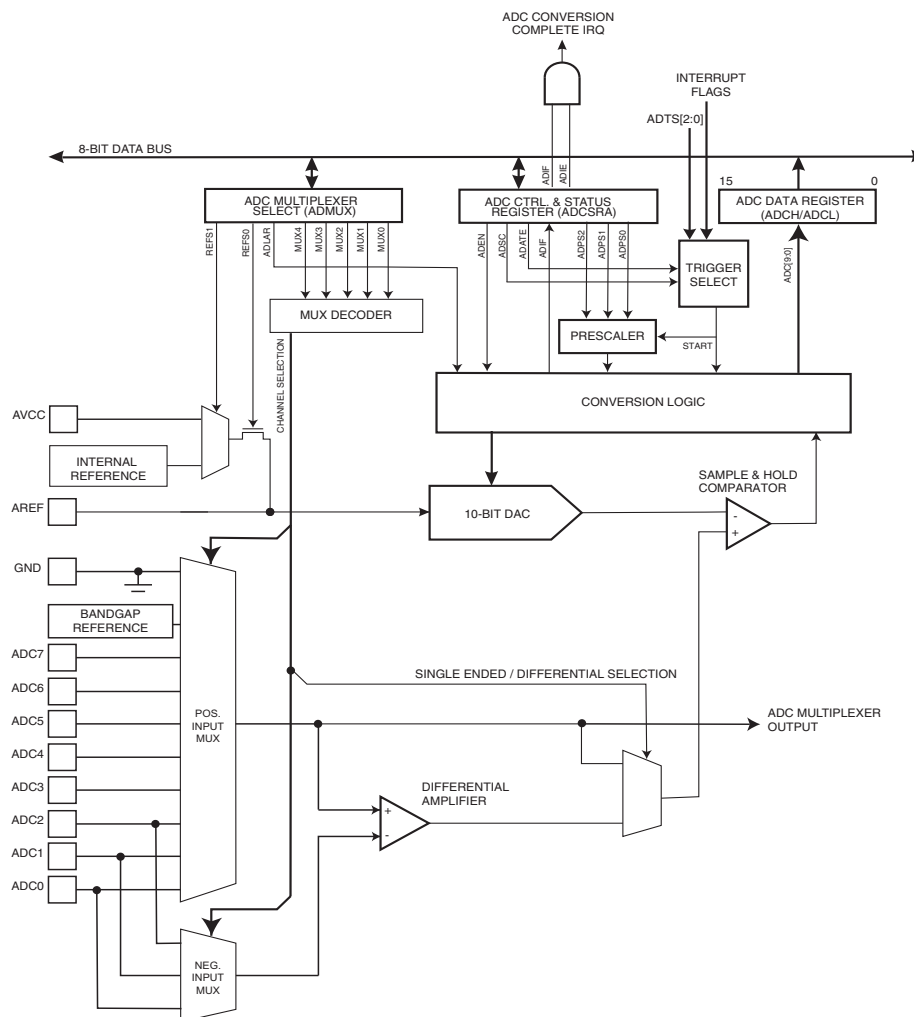 ADC CONVERSION
COMPLETE IRQ
INTERRUPT
FLAGS
ADTS[2:0]
8-BIT DATA BUS
ADIF
ADIE
15
0
ADC MULTIPLEXER
SELECT (ADMUX)
ADC CTRL. & STATUS
REGISTER (ADCSRA)
ADC DATA REGISTER
(ADCH/ADCL)
REFS1
REFS0
ADLAR
MUX4
MUX3
MUX2
MUX1
MUX0
ADEN
ADSC
ADATE
ADIF
ADPS2
ADPS1
ADPS0
ADC[9:0]
TRIGGER
SELECT
MUX DECODER
PRESCALER
START
CHANNEL SELECTION
CONVERSION LOGIC
AVCC
INTERNAL
REFERENCE
SAMPLE & HOLD
COMPARATOR
AREF
10-BIT DAC
-
+
GND
BANDGAP
REFERENCE
ADC7
ADC6
ADC5
ADC4
ADC3
ADC2
ADC1
ADC0
POS.
INPUT
MUX
SINGLE ENDED / DIFFERENTIAL SELECTION
ADC MULTIPLEXER
OUTPUT
DIFFERENTIAL
AMPLIFIER
+
-
NEG.
INPUT
MUX